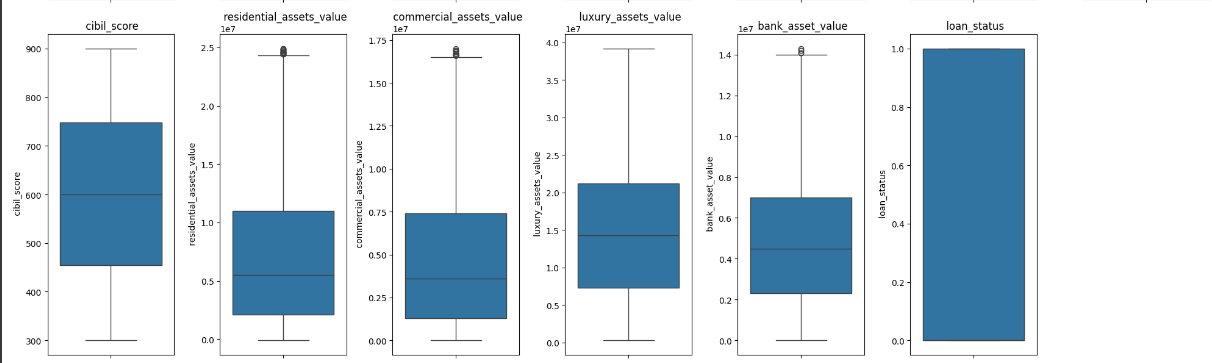 cibil_score
900
800
700
600
500
400
300
cibil_score
residential_assets_value
1e7
2.5
2.0
1.5
1.0
0.5
0.0
residential_assets_value
commercial_assets_value
1e7
1.75
1.50
1.25
1.00
0.75
0.50
0.25
0.00
commercial_assets_value
luxury_assets_value
1e7
4.0
3.5
3.0
2.5
2.0
1.5
1.0
0.5
0.0
luxury_assets_value
bank_asset_value
1e7
1.4
1.2
1.0
0.8
0.6
0.4
0.2
0.0
bank_asset_value
loan_status
1.0
0.8
0.6
0.4
0.2
0.0
loan_status